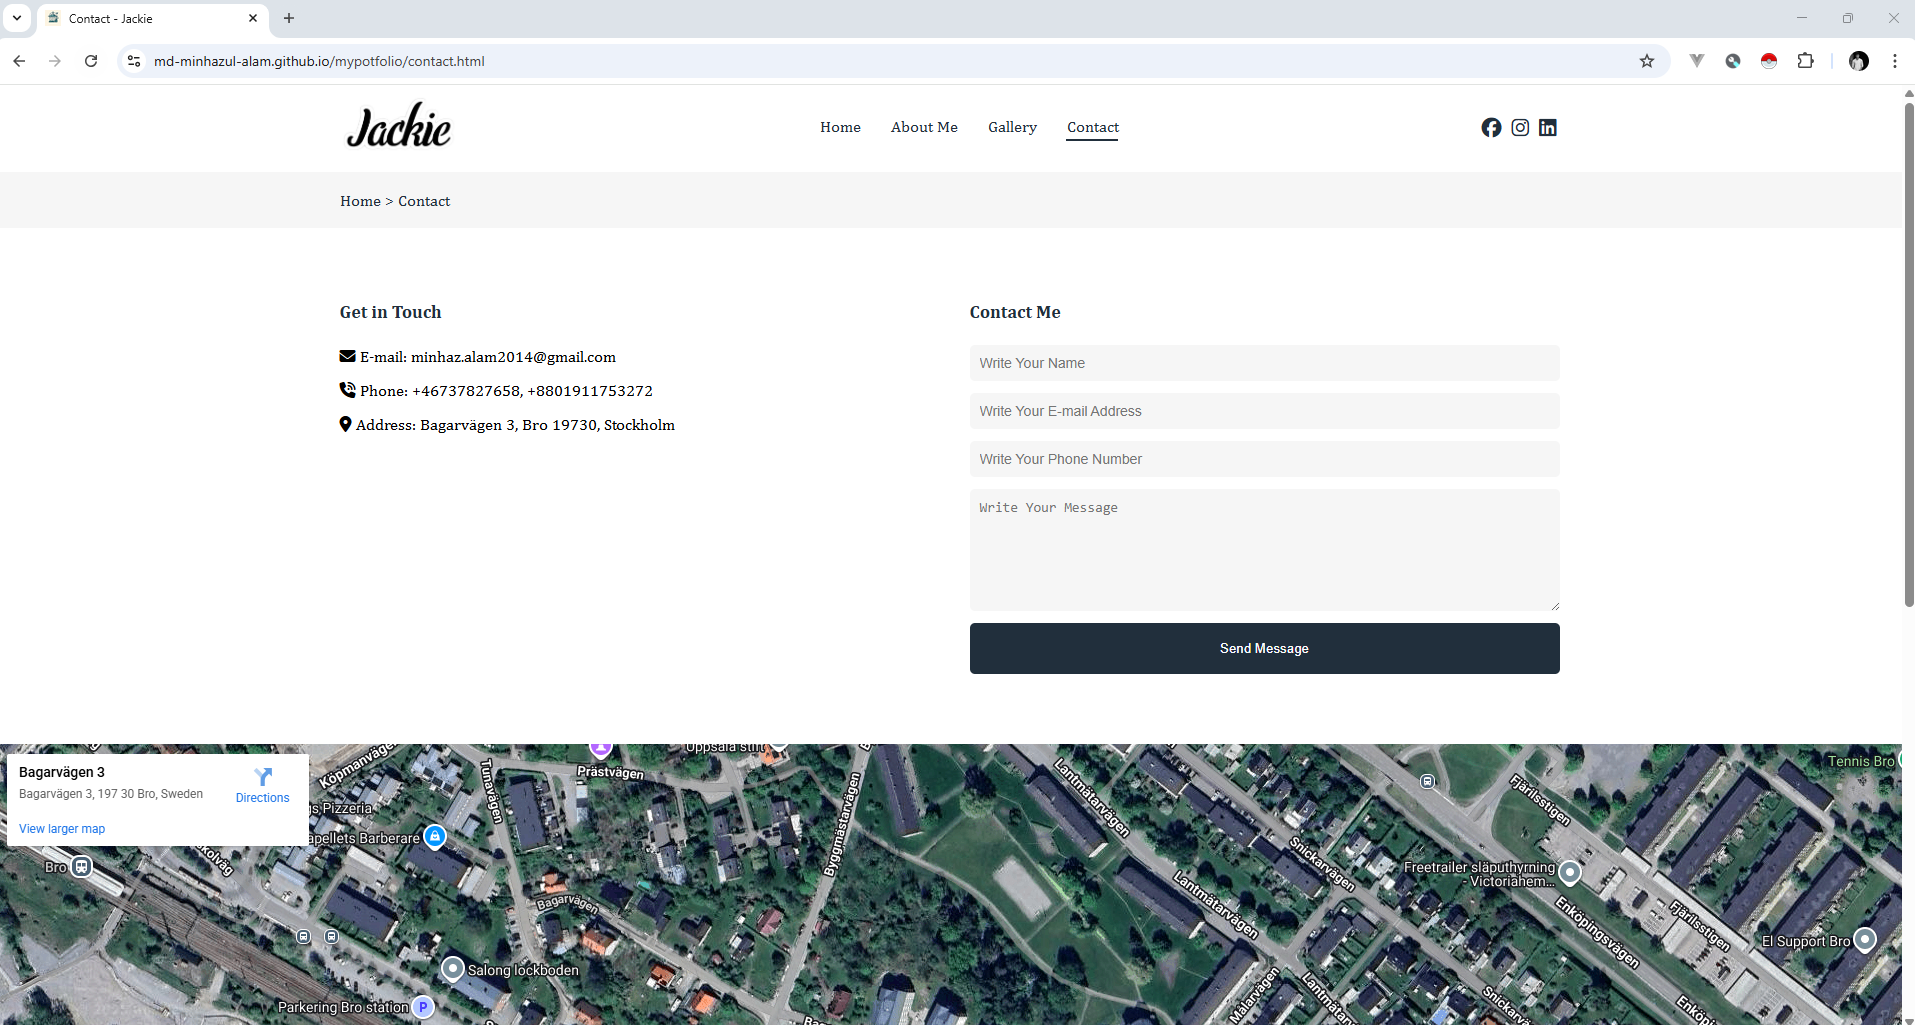 Contact - Jackie
md-minhazul-alam.github.io/mypotfolio/contact.html
Jackie
Home
About Me
Gallery
Contact
Home > Contact
Get in Touch
E-mail: minhaz.alam2014@gmail.com
Phone: +46737827658, +8801911753272
Address: Bagarvägen 3, Bro 19730, Stockholm
Contact Me
Write Your Name
Write Your E-mail Address
Write Your Phone Number
Write Your Message
Send Message
Bagarvägen 3
Bagarvägen 3, 197 30 Bro, Sweden
Directions
View larger map
Köpmanvägen
Prästvägen
Uppsala stift
Tunavägen
Pizzeria
Barberare
Bro
Byggmästarvägen
Bagarvägen
Lantmätarvägen
Lantmätarvägen
Snickarvägen
Fjärilsstigen
Tennis Bro
Freetrailer släputhyrning
- Victoriahem...
Enköpingsvägen
Fjärilsstigen
El Support Bro
Salong lockboden
Parkering Bro station
P
Målarvägen